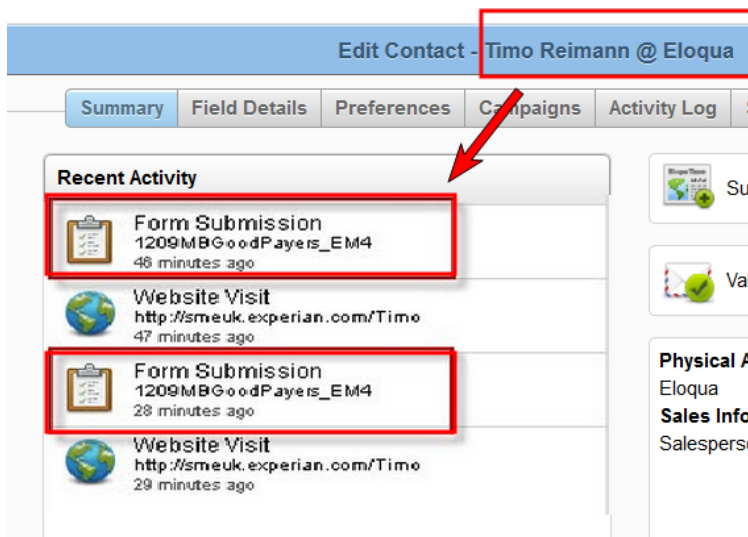 Edit Contact - Timo Reimann @ Eloqua
Summary Field Details Preferences Campaigns Activity Log
Recent Activity
Form Submission
1209MBGoodPayers_EM4
46 minutes ago
Website Visit
http://smeuk.experian.com/Timo
47 minutes ago
Form Submission
1209MBGoodPayers_EM4
28 minutes ago
Website Visit
http://smeuk.experian.com/Timo
29 minutes ago
Su
Va
Physical A
Eloqua
Sales Info
Salesperso